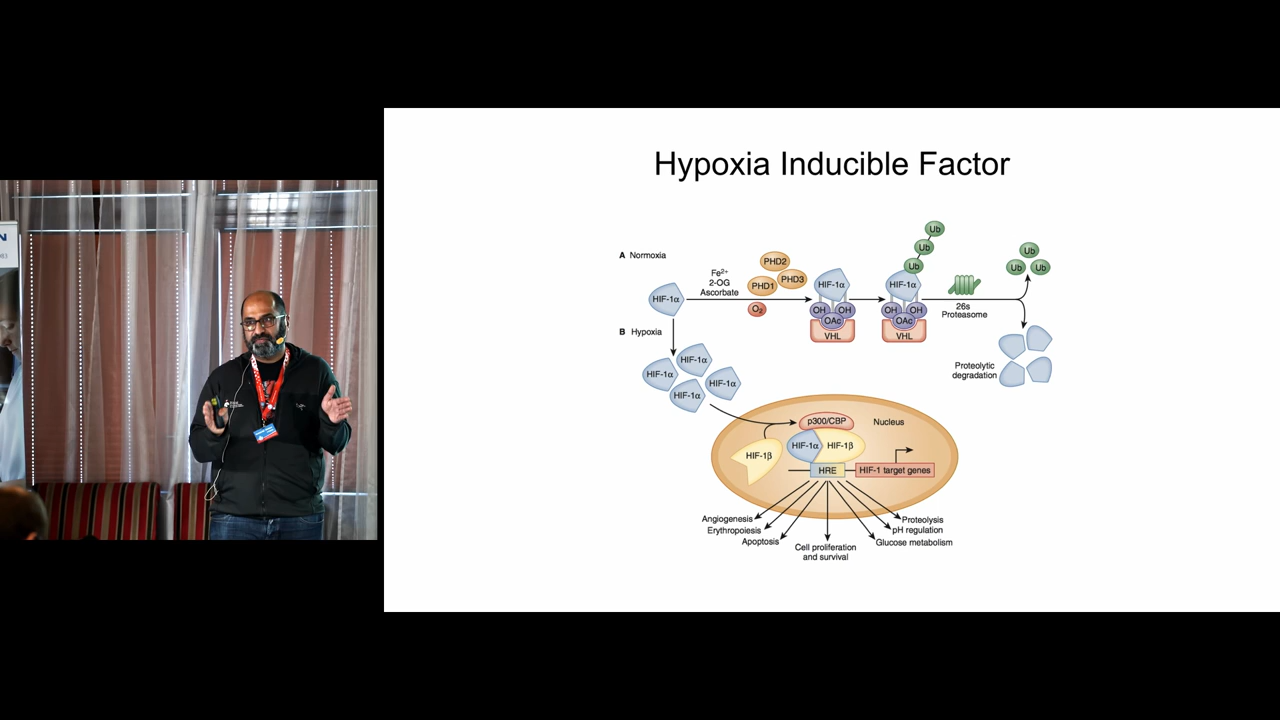 Hypoxia Inducible Factor
A Normoxia
Fe2+
2-OG
Ascorbate
PHD2
PHD1
PHD3
O2
HIF-1α
HIF-1α
OH
OH
OAc
VHL
Ub
Ub
Ub
HIF-1α
OH
OH
OAc
VHL
26s
Proteasome
Ub
Ub
Ub
Proteolytic
degradation
B Hypoxia
HIF-1α
HIF-1α
HIF-1α
HIF-1α
p300/CBP
Nucleus
HIF-1β
HIF-1α
HIF-1β
HRE
HIF-1 target genes
Angiogenesis
Erythropoiesis
Apoptosis
Cell proliferation
and survival
Proteolysis
pH regulation
Glucose metabolism
N